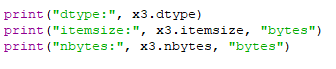 print("dtype:", x3.dtype)
print("itemsize:", x3.itemsize, "bytes")
print("nbytes:", x3.nbytes, "bytes")